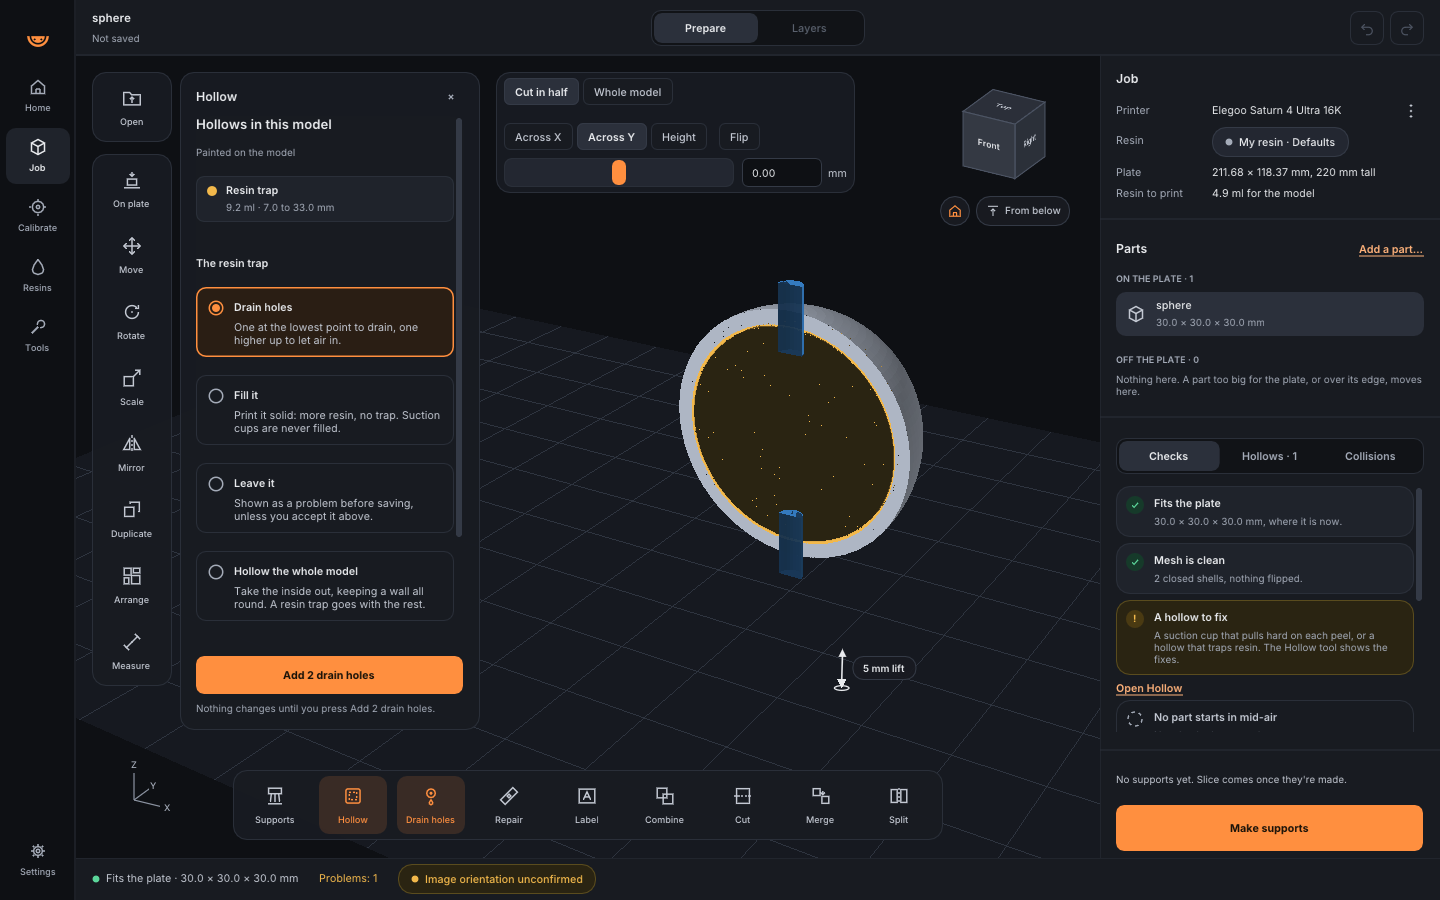 sphere
Not saved
Prepare
Layers
Home
Job
Calibrate
Resins
Tools
Settings
Open
On plate
Move
Rotate
Scale
Mirror
Duplicate
Arrange
Measure
Hollow
×
Hollows in this model
Painted on the model
Resin trap
9.2 ml · 7.0 to 33.0 mm
The resin trap
Drain holes
One at the lowest point to drain, one
higher up to let air in.
Fill it
Print it solid: more resin, no trap. Suction
cups are never filled.
Leave it
Shown as a problem before saving,
unless you accept it above.
Hollow the whole model
Take the inside out, keeping a wall all
round. A resin trap goes with the rest.
Add 2 drain holes
Nothing changes until you press Add 2 drain holes.
Cut in half
Whole model
Across X
Across Y
Height
Flip
0.00
mm
Top
Front
Right
From below
5 mm lift
Z
Y
X
Supports
Hollow
Drain holes
Repair
Label
Combine
Cut
Merge
Split
Job
Printer
Elegoo Saturn 4 Ultra 16K
Resin
My resin · Defaults
Plate
211.68 × 118.37 mm, 220 mm tall
Resin to print
4.9 ml for the model
Parts
Add a part...
ON THE PLATE · 1
sphere
30.0 × 30.0 × 30.0 mm
OFF THE PLATE · 0
Nothing here. A part too big for the plate, or over its edge, moves
here.
Checks
Hollows · 1
Collisions
Fits the plate
30.0 × 30.0 × 30.0 mm, where it is now.
Mesh is clean
2 closed shells, nothing flipped.
A hollow to fix
A suction cup that pulls hard on each peel, or a
hollow that traps resin. The Hollow tool shows the
fixes.
Open Hollow
No part starts in mid-air
No supports yet. Slice comes once they're made.
Make supports
Fits the plate · 30.0 × 30.0 × 30.0 mm
Problems: 1
Image orientation unconfirmed